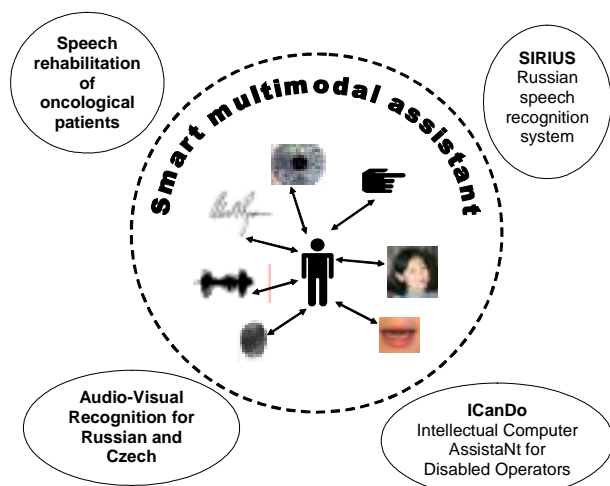 Speech
rehabilitation
of
oncological
patients
SIRIUS
Russian
speech
recognition
system
Smart multimodal assistant
Audio-Visual
Recognition for
Russian and
Czech
ICanDo
Intellectual Computer
AssistaNt for
Disabled Operators